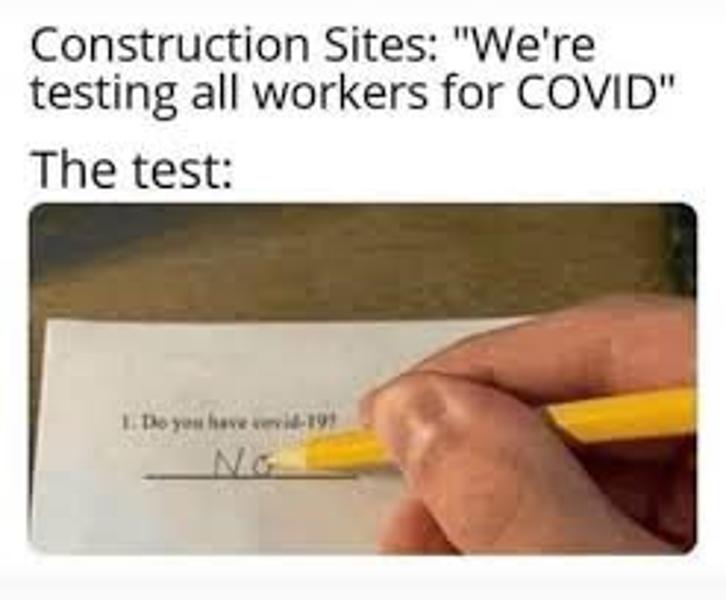 Construction Sites: "We're
testing all workers for COVID"
The test:
1. Do you have covid-19?
No